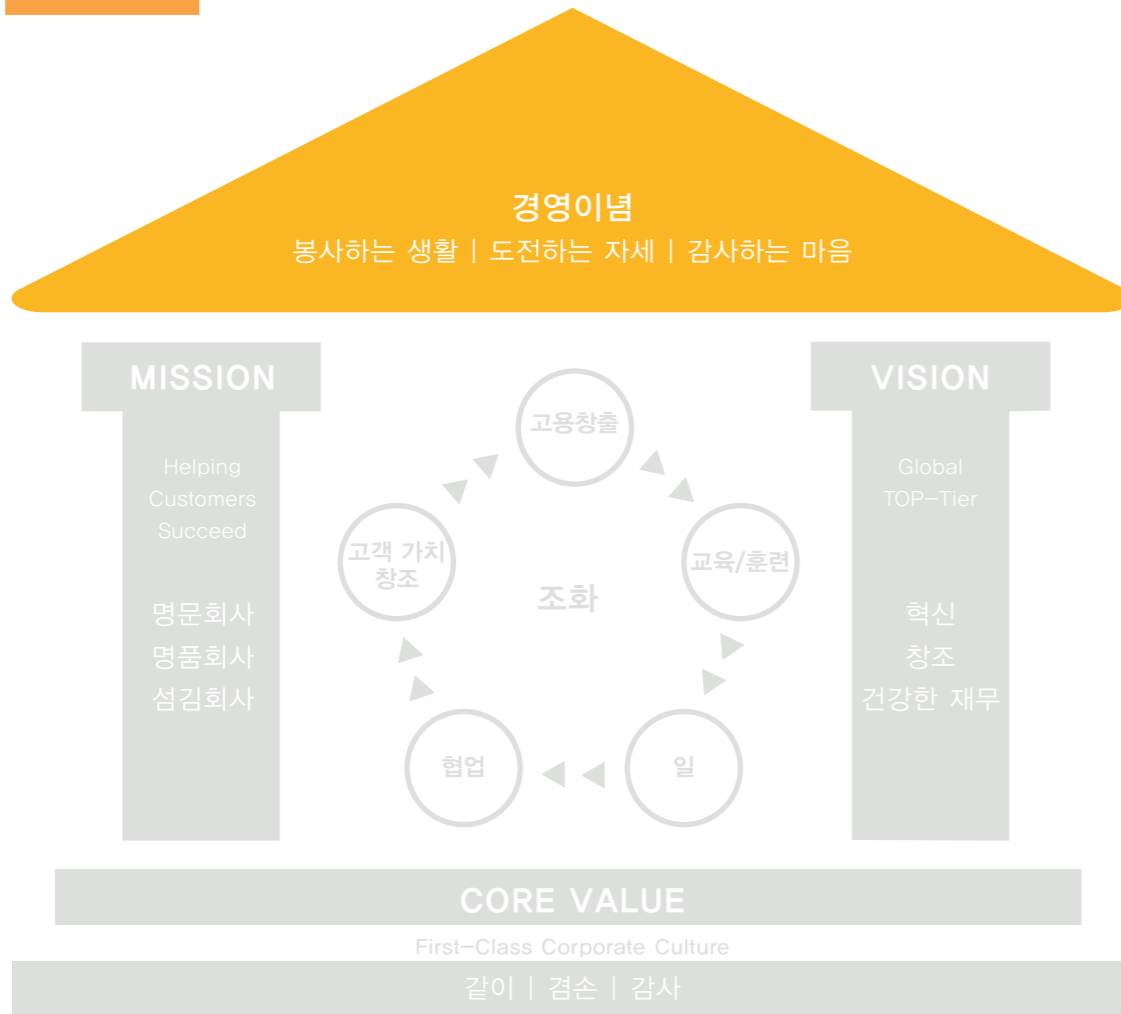 경영이념
봉사하는 생활 | 도전하는 자세 | 감사하는 마음
MISSION
Helping
Customers
Succeed
명문회사
명품회사
섬김회사
고용창출
고객 가치
창조
교육/훈련
조화
협업
일
VISION
Global
TOP-Tier
혁신
창조
건강한 재무
CORE VALUE
First-Class Corporate Culture
같이 | 겸손 | 감사